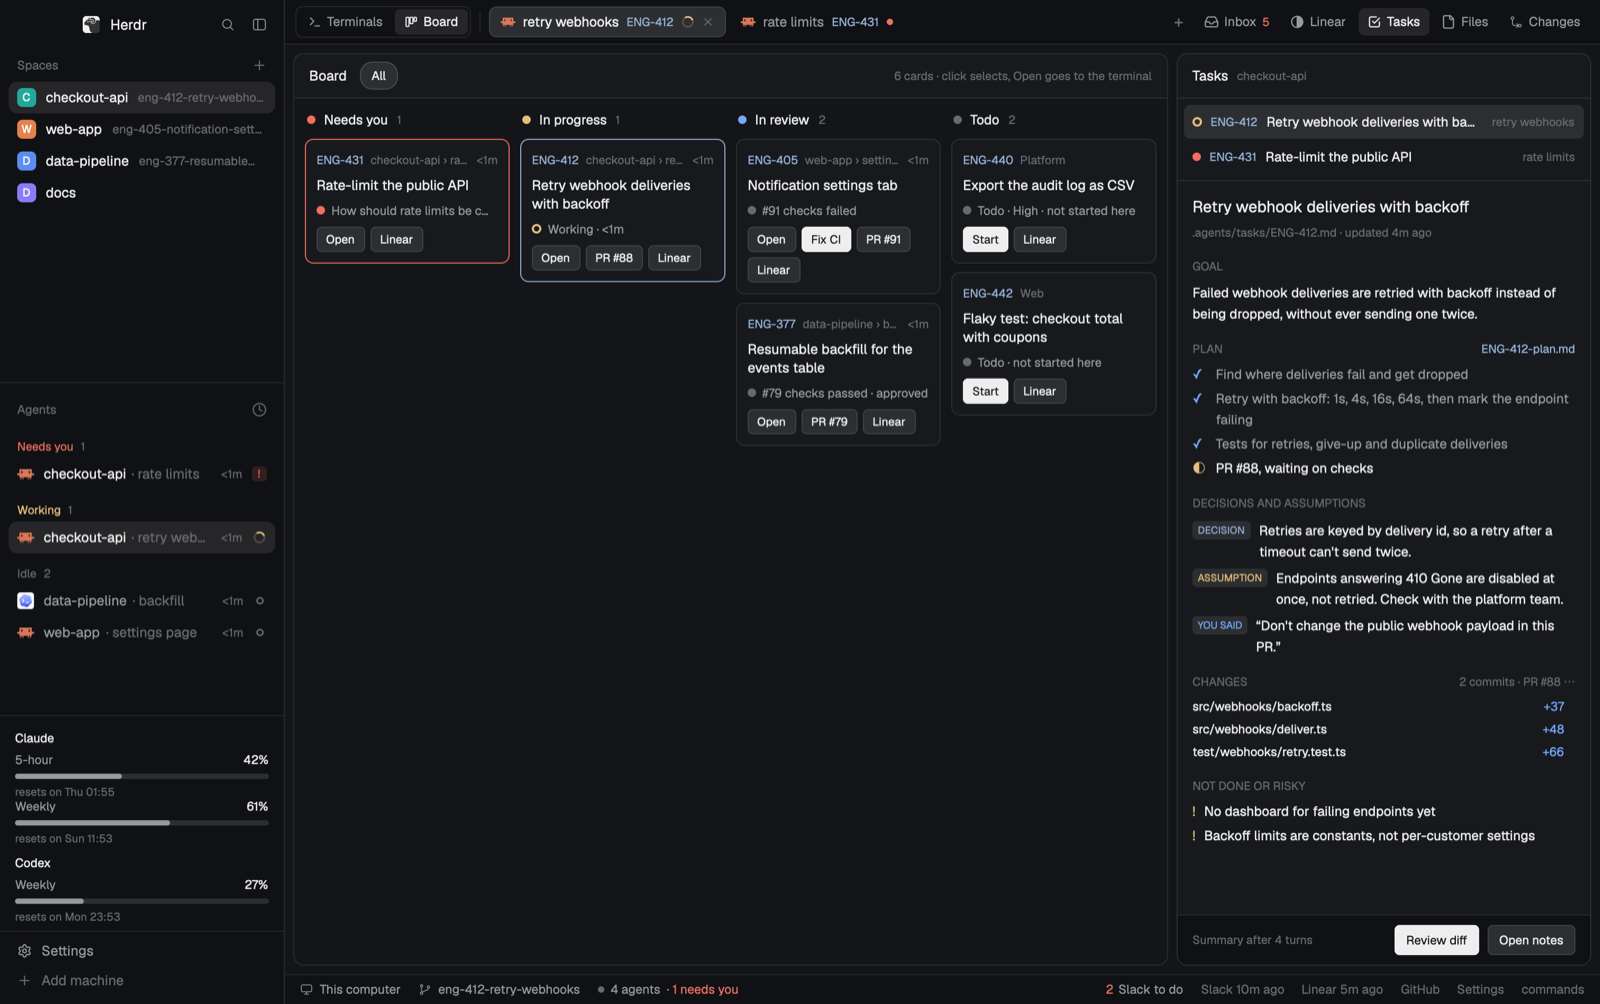 Herdr
Spaces
C checkout-api eng-412-retry-webho...
W web-app eng-405-notification-sett...
D data-pipeline eng-377-resumable...
D docs
Agents
Needs you 1
checkout-api · rate limits <1m !
Working 1
checkout-api · retry web... <1m
Idle 2
data-pipeline · backfill <1m
web-app · settings page <1m
Claude
5-hour 42%
resets on Thu 01:55
Weekly 61%
resets on Sun 11:53
Codex
Weekly 27%
resets on Mon 23:53
Settings
Add machine
Terminals Board retry webhooks ENG-412 rate limits ENG-431
Inbox 5 Linear Tasks Files Changes
Board All 6 cards · click selects, Open goes to the terminal
Needs you 1
ENG-431 checkout-api › ra... <1m
Rate-limit the public API
How should rate limits be c...
Open Linear
In progress 1
ENG-412 checkout-api › re... <1m
Retry webhook deliveries
with backoff
Working · <1m
Open PR #88 Linear
In review 2
ENG-405 web-app › settin... <1m
Notification settings tab
#91 checks failed
Open Fix CI PR #91
Linear
ENG-377 data-pipeline › b... <1m
Resumable backfill for the
events table
#79 checks passed · approved
Open PR #79 Linear
Todo 2
ENG-440 Platform
Export the audit log as CSV
Todo · High · not started here
Start Linear
ENG-442 Web
Flaky test: checkout total
with coupons
Todo · not started here
Start Linear
Tasks checkout-api
ENG-412 Retry webhook deliveries with ba... retry webhooks
ENG-431 Rate-limit the public API rate limits
Retry webhook deliveries with backoff
.agents/tasks/ENG-412.md · updated 4m ago
GOAL
Failed webhook deliveries are retried with backoff instead of
being dropped, without ever sending one twice.
PLAN ENG-412-plan.md
Find where deliveries fail and get dropped
Retry with backoff: 1s, 4s, 16s, 64s, then mark the endpoint
failing
Tests for retries, give-up and duplicate deliveries
PR #88, waiting on checks
DECISIONS AND ASSUMPTIONS
DECISION Retries are keyed by delivery id, so a retry after a
timeout can't send twice.
ASSUMPTION Endpoints answering 410 Gone are disabled at
once, not retried. Check with the platform team.
YOU SAID "Don't change the public webhook payload in this
PR."
CHANGES 2 commits · PR #88 ...
src/webhooks/backoff.ts +37
src/webhooks/deliver.ts +48
test/webhooks/retry.test.ts +66
NOT DONE OR RISKY
! No dashboard for failing endpoints yet
! Backoff limits are constants, not per-customer settings
Summary after 4 turns Review diff Open notes
This computer eng-412-retry-webhooks 4 agents · 1 needs you
2 Slack to do Slack 10m ago Linear 5m ago GitHub Settings commands